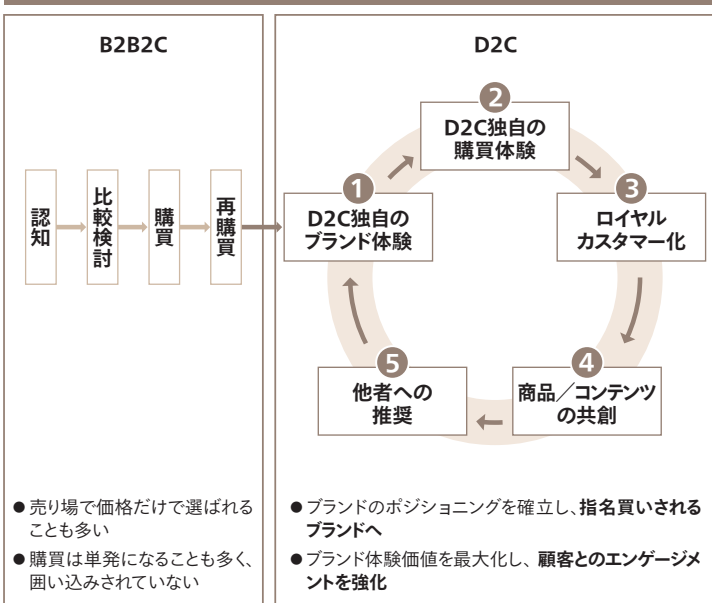 B2B2C
認知
比較検討
購買
再購買
● 売り場で価格だけで選ばれる
ことも多い
● 購買は単発になることも多く、
囲い込みされていない
D2C
1
D2C独自の
ブランド体験
2
D2C独自の
購買体験
3
ロイヤル
カスタマー化
4
商品／コンテンツ
の共創
5
他者への
推奨
● ブランドのポジショニングを確立し、指名買いされる
ブランドへ
● ブランド体験価値を最大化し、顧客とのエンゲージメ
ントを強化